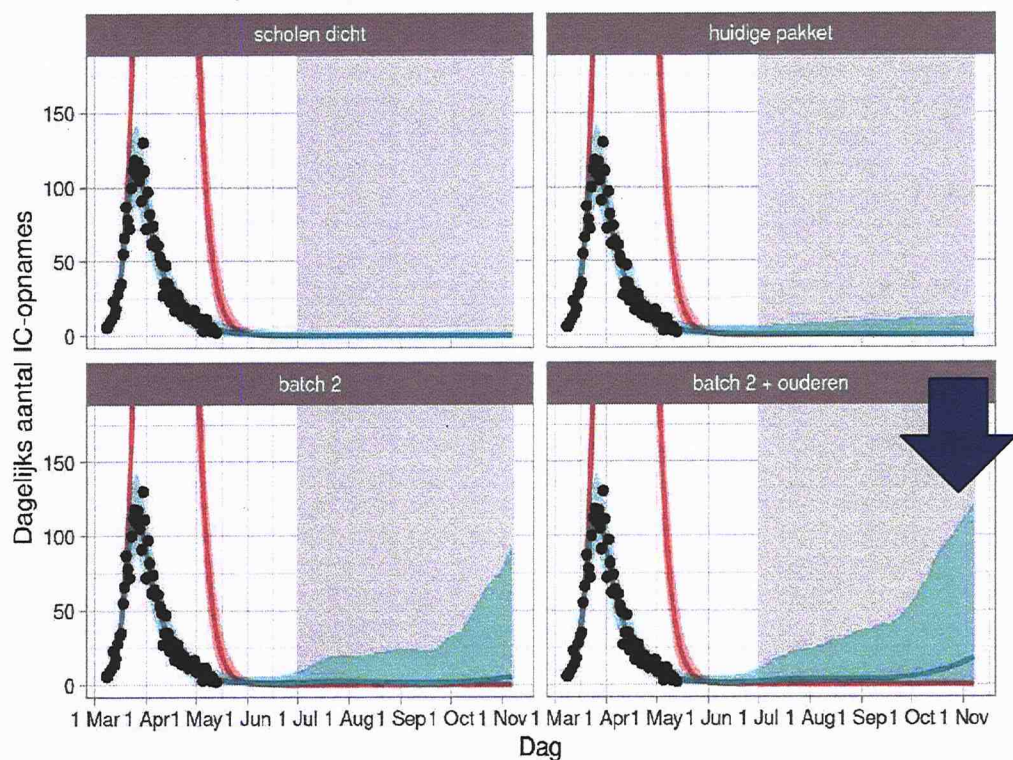 scholen dicht
huidige pakket
150
100
50
0
batch 2
batch 2 + ouderen
150
100
50
0
1 Mar 1 Apr 1 May 1 Jun 1 Jul 1 Aug 1 Sep 1 Oct 1 Nov
1 Mar 1 Apr 1 May 1 Jun 1 Jul 1 Aug 1 Sep 1 Oct 1 Nov
Dag
Dagelijks aantal IC-opnames